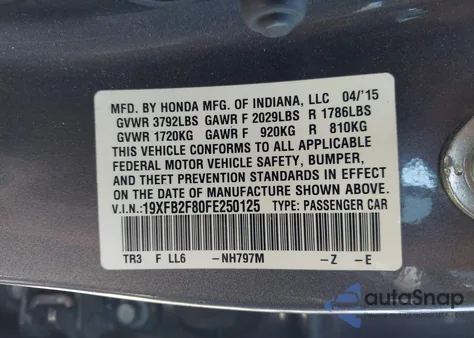 MFD. BY HONDA MFG. OF INDIANA, LLC 04/'15
GVWR 3792LBS GAWR F 2029LBS R 1786LBS
GVWR 1720KG GAWR F 920KG R 810KG
THIS VEHICLE CONFORMS TO ALL APPLICABLE
FEDERAL MOTOR VEHICLE SAFETY, BUMPER,
AND THEFT PREVENTION STANDARDS IN EFFECT
ON THE DATE OF MANUFACTURE SHOWN ABOVE.
V.I.N.:19XFB2F80FE250125 TYPE: PASSENGER CAR
TR3 F LL6 -NH797M -Z -E
autoSnap